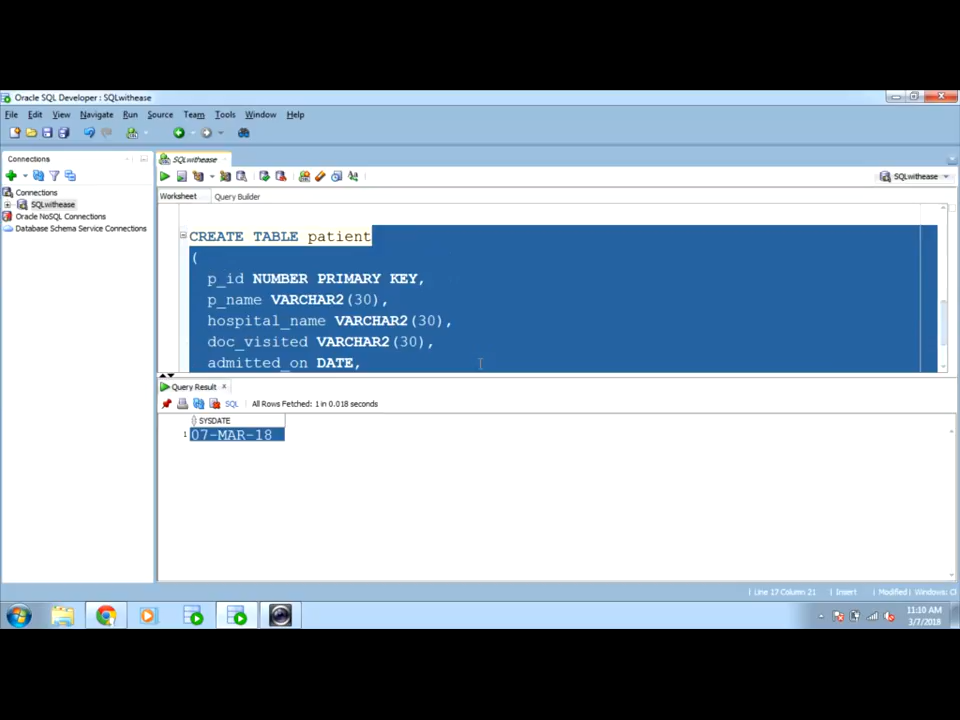 Oracle SQL Developer : SQLwithease
File Edit View Navigate Run Source Team Tools Window Help
Connections
SQLwithease
SQLwithease
Worksheet Query Builder
Connections
SQLwithease
Oracle NoSQL Connections
Database Schema Service Connections
CREATE TABLE patient
(
p_id NUMBER PRIMARY KEY,
p_name VARCHAR2(30),
hospital_name VARCHAR2(30),
doc_visited VARCHAR2(30),
admitted_on DATE,
Query Result x
SQL All Rows Fetched: 1 in 0.018 seconds
SYSDATE
1 07-MAR-18
Line 17 Column 21 Insert Modified Windows:
11:10 AM
3/7/2018